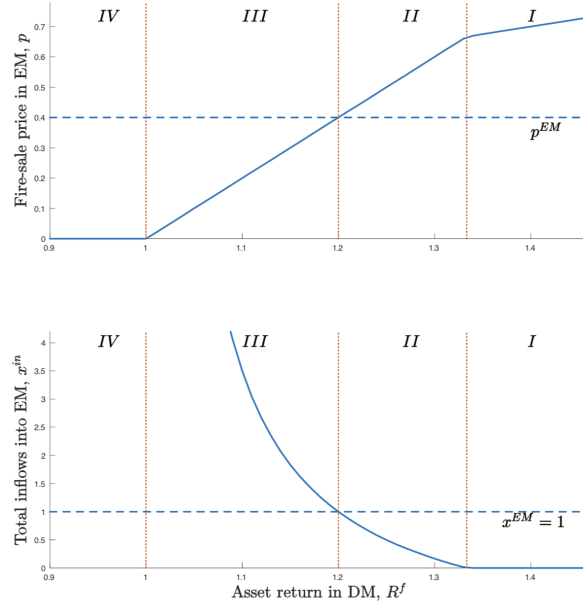 IV III II I
Fire-sale price in EM, p
0.7
0.6
0.5
0.4
0.3
0.2
0.1
0
p^{EM}
0.9 1 1.1 1.2 1.3 1.4
IV III II I
Total inflows into EM, x^{in}
4
3.5
3
2.5
2
1.5
1
0.5
0
x^{EM} = 1
0.9 1 1.1 1.2 1.3 1.4
Asset return in DM, R^f